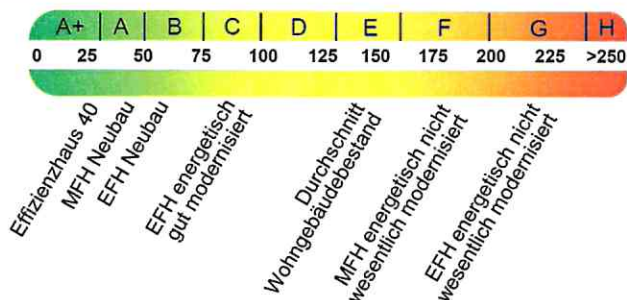 A+ A B C D E F G H
0 25 50 75 100 125 150 175 200 225 >250
Effizienzhaus 40
MFH Neubau
EFH Neubau
EFH energetisch
gut modernisiert
Durchschnitt
Wohngebäudebestand
MFH energetisch nicht
wesentlich modernisiert
EFH energetisch nicht
wesentlich modernisiert